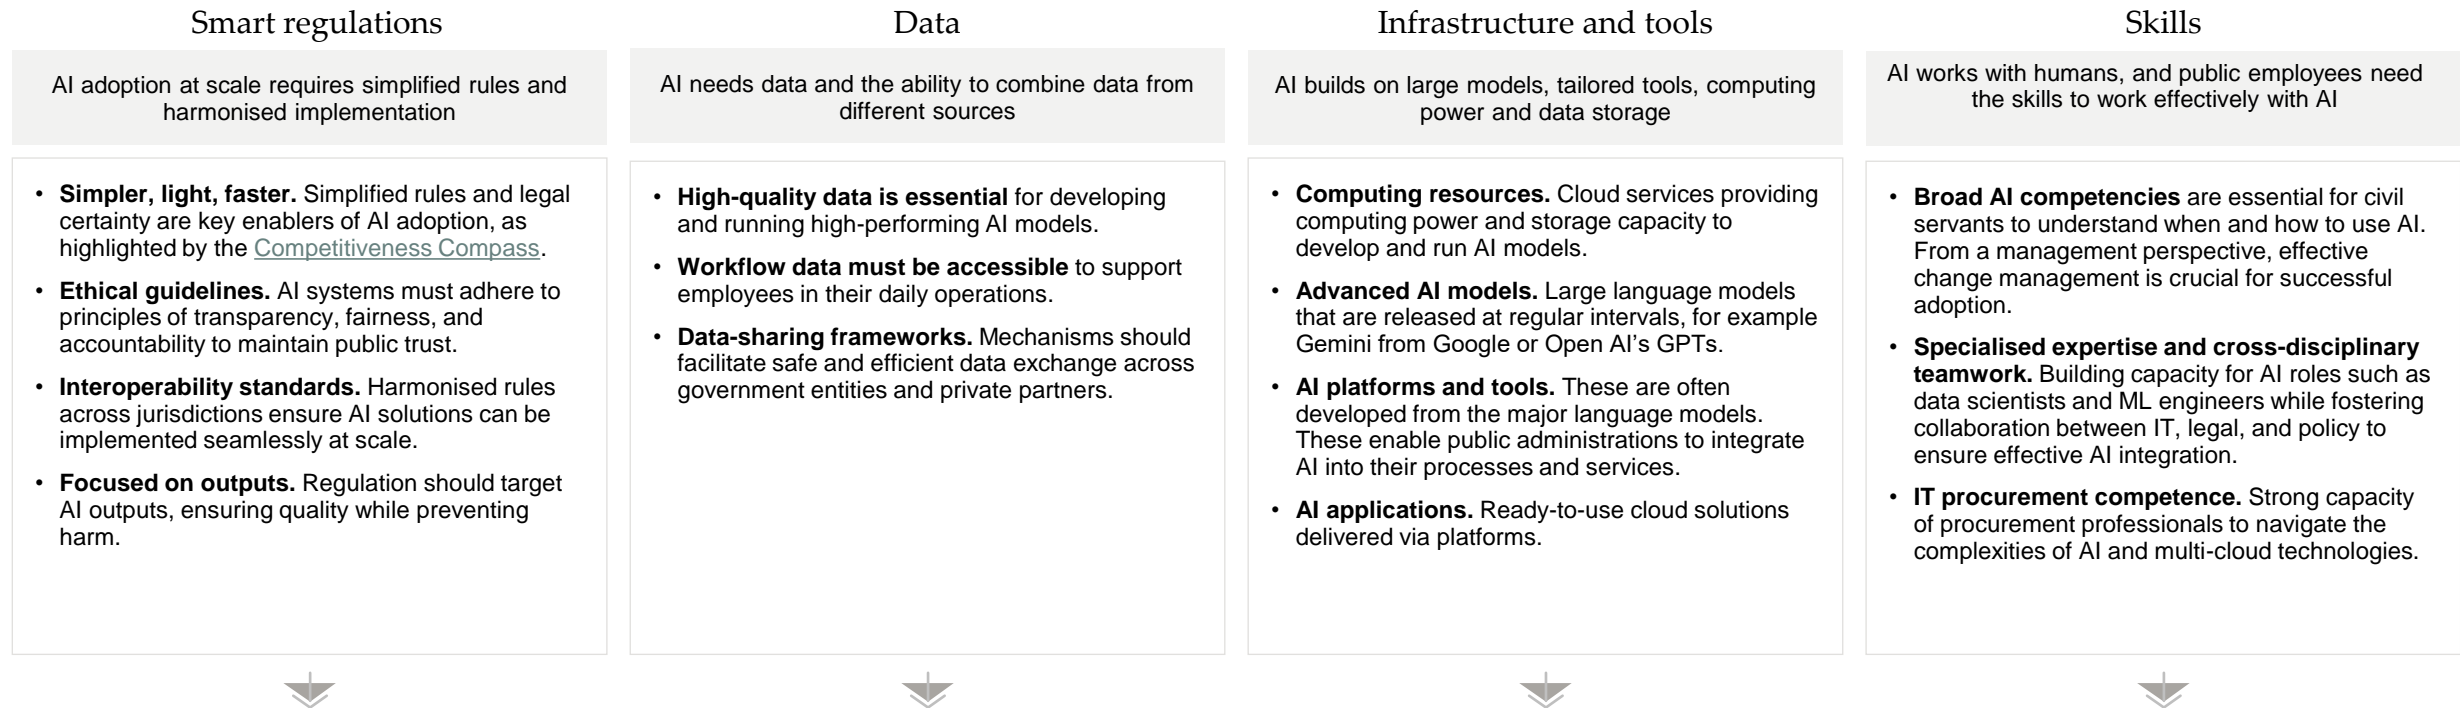 Smart regulations
AI adoption at scale requires simplified rules and
harmonised implementation
• Simpler, light, faster. Simplified rules and legal
certainty are key enablers of AI adoption, as
highlighted by the Competitiveness Compass.
• Ethical guidelines. AI systems must adhere to
principles of transparency, fairness, and
accountability to maintain public trust.
• Interoperability standards. Harmonised rules
across jurisdictions ensure AI solutions can be
implemented seamlessly at scale.
• Focused on outputs. Regulation should target
AI outputs, ensuring quality while preventing
harm.
Data
AI needs data and the ability to combine data from
different sources
• High-quality data is essential for developing
and running high-performing AI models.
• Workflow data must be accessible to support
employees in their daily operations.
• Data-sharing frameworks. Mechanisms should
facilitate safe and efficient data exchange across
government entities and private partners.
Infrastructure and tools
AI builds on large models, tailored tools, computing
power and data storage
• Computing resources. Cloud services providing
computing power and storage capacity to
develop and run AI models.
• Advanced AI models. Large language models
that are released at regular intervals, for example
Gemini from Google or Open AI’s GPTs.
• AI platforms and tools. These are often
developed from the major language models.
These enable public administrations to integrate
AI into their processes and services.
• AI applications. Ready-to-use cloud solutions
delivered via platforms.
Skills
AI works with humans, and public employees need
the skills to work effectively with AI
• Broad AI competencies are essential for civil
servants to understand when and how to use AI.
From a management perspective, effective
change management is crucial for successful
adoption.
• Specialised expertise and cross-disciplinary
teamwork. Building capacity for AI roles such as
data scientists and ML engineers while fostering
collaboration between IT, legal, and policy to
ensure effective AI integration.
• IT procurement competence. Strong capacity
of procurement professionals to navigate the
complexities of AI and multi-cloud technologies.